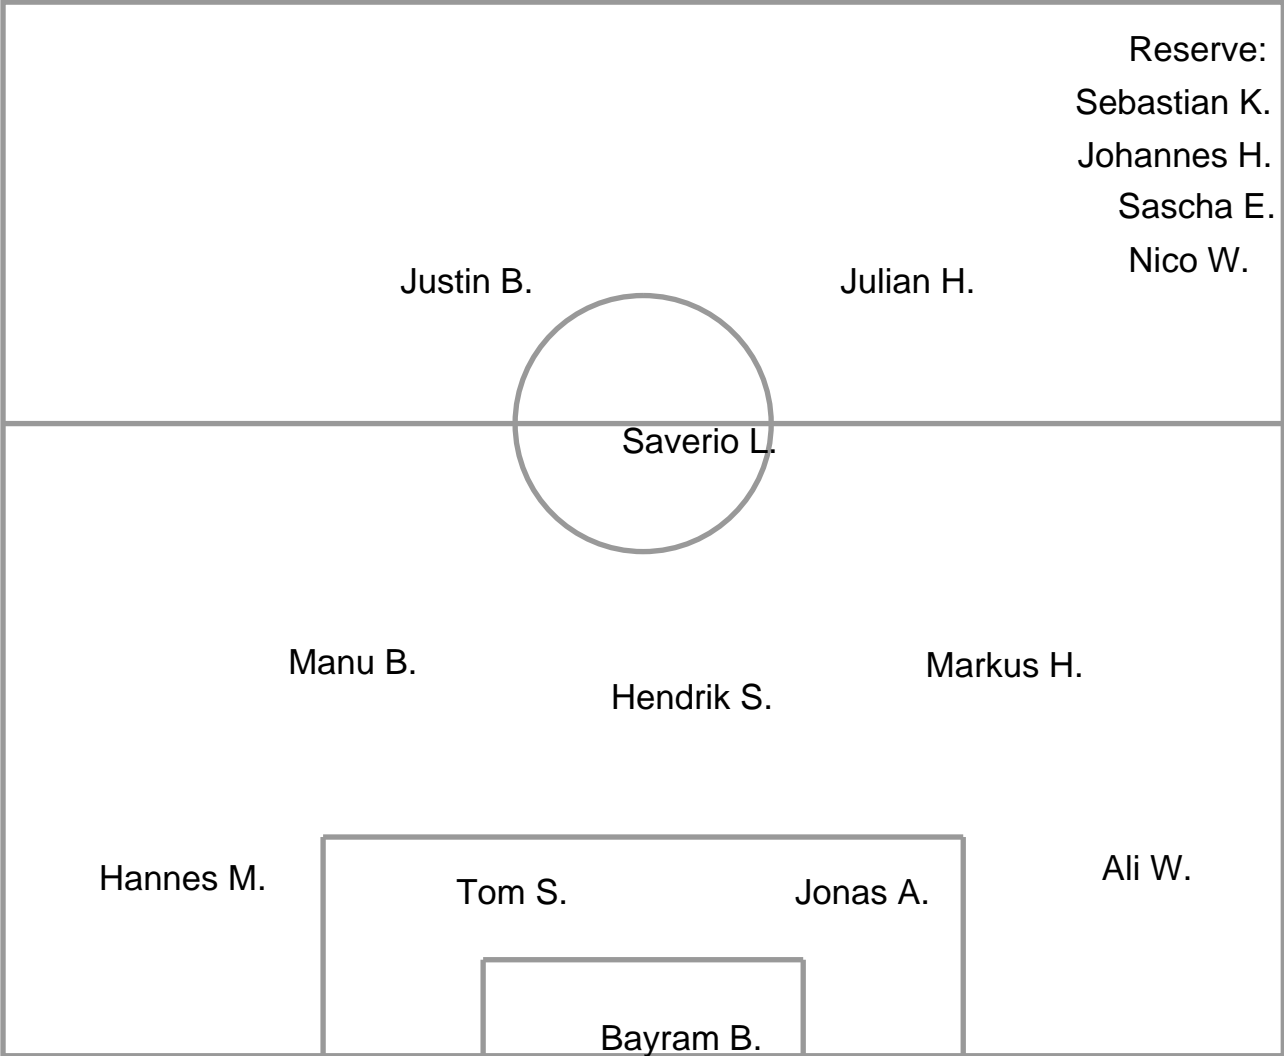 Reserve:
Sebastian K.
Johannes H.
Sascha E.
Nico W.
Justin B.
Julian H.
Saverio L.
Manu B.
Markus H.
Hendrik S.
Hannes M.
Ali W.
Tom S.
Jonas A.
Bayram B.